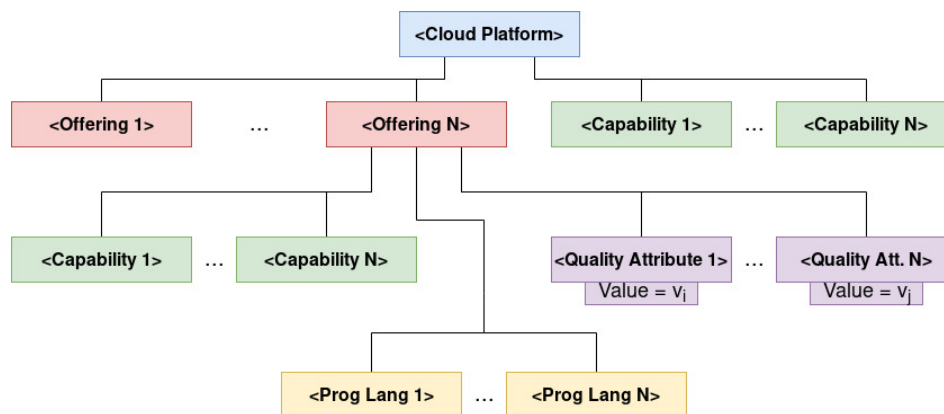 <Cloud Platform>
<Offering 1> ... <Offering N> <Capability 1> ... <Capability N>
<Capability 1> ... <Capability N> <Quality Attribute 1> ... <Quality Att. N>
Value = vᵢ Value = vⱼ
<Prog Lang 1> ... <Prog Lang N>